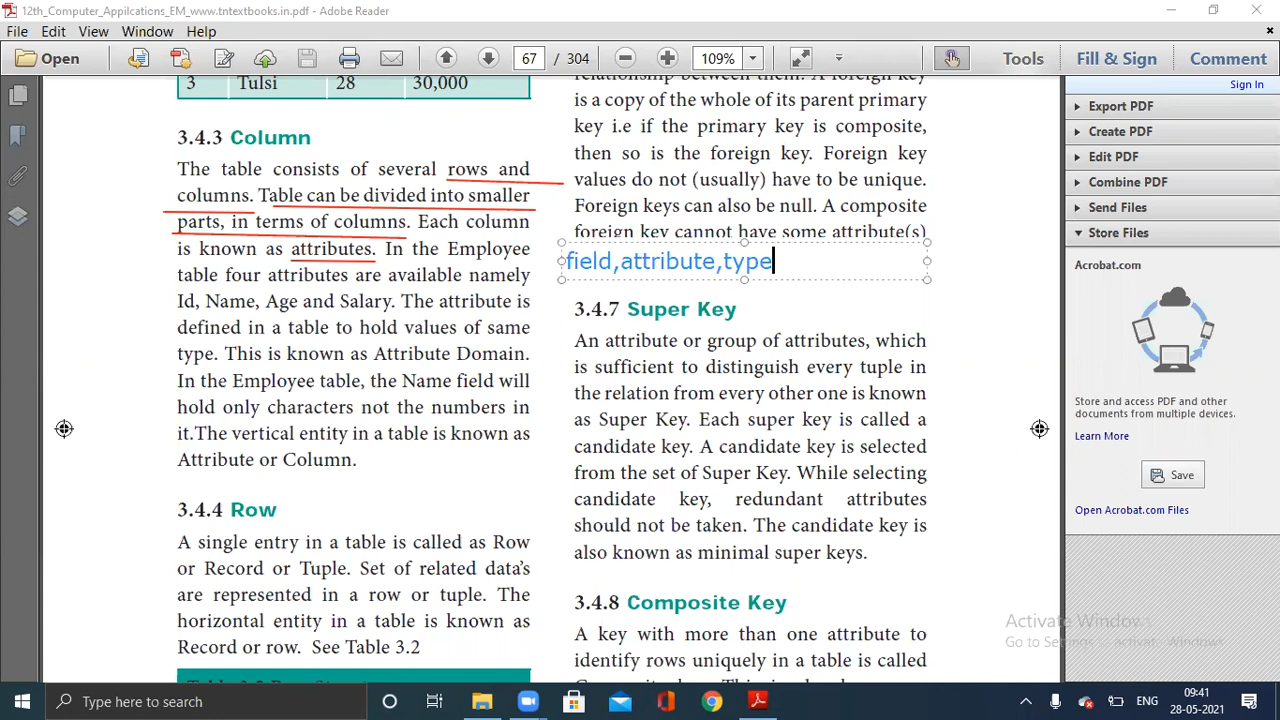 12th_Computer_Applications_EM_www.tntextbooks.in.pdf - Adobe Reader
File Edit View Window Help
Open 67 / 304 109% Tools Fill & Sign Comment
3 Tulsi 28 30,000
3.4.3 Column
The table consists of several rows and
columns. Table can be divided into smaller
parts, in terms of columns. Each column
is known as attributes. In the Employee
table four attributes are available namely
Id, Name, Age and Salary. The attribute is
defined in a table to hold values of same
type. This is known as Attribute Domain.
In the Employee table, the Name field will
hold only characters not the numbers in
it.The vertical entity in a table is known as
Attribute or Column.
3.4.4 Row
A single entry in a table is called as Row
or Record or Tuple. Set of related data's
are represented in a row or tuple. The
horizontal entity in a table is known as
Record or row. See Table 3.2
relationship between them. A foreign key
is a copy of the whole of its parent primary
key i.e if the primary key is composite,
then so is the foreign key. Foreign key
values do not (usually) have to be unique.
Foreign keys can also be null. A composite
foreign key cannot have some attribute(s)
field,attribute,type
3.4.7 Super Key
An attribute or group of attributes, which
is sufficient to distinguish every tuple in
the relation from every other one is known
as Super Key. Each super key is called a
candidate key. A candidate key is selected
from the set of Super Key. While selecting
candidate key, redundant attributes
should not be taken. The candidate key is
also known as minimal super keys.
3.4.8 Composite Key
A key with more than one attribute to
identify rows uniquely in a table is called
Sign In
Export PDF
Create PDF
Edit PDF
Combine PDF
Send Files
Store Files
Acrobat.com
Store and access PDF and other
documents from multiple devices.
Learn More
Save
Open Acrobat.com Files
Activate Windows
Go to Settings to activate Windows.
Type here to search
ENG
09:41
28-05-2021